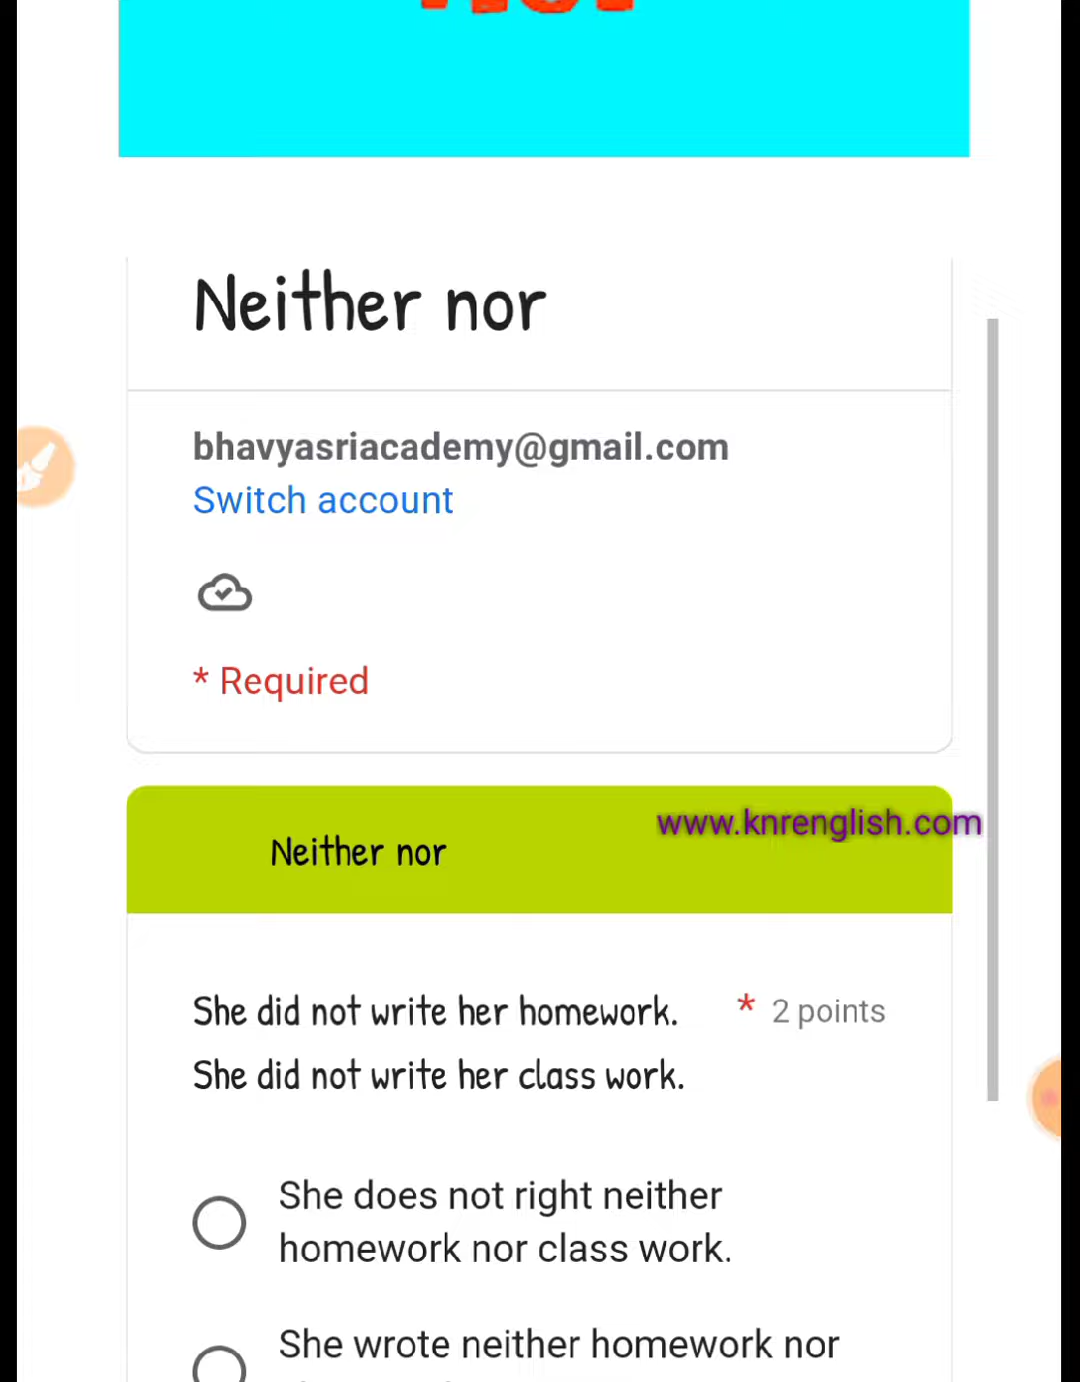 Neither nor
bhavyasriacademy@gmail.com
Switch account
* Required
www.knrenglish.com
Neither nor
She did not write her homework. * 2 points
She did not write her class work.
She does not right neither
homework nor class work.
She wrote neither homework nor